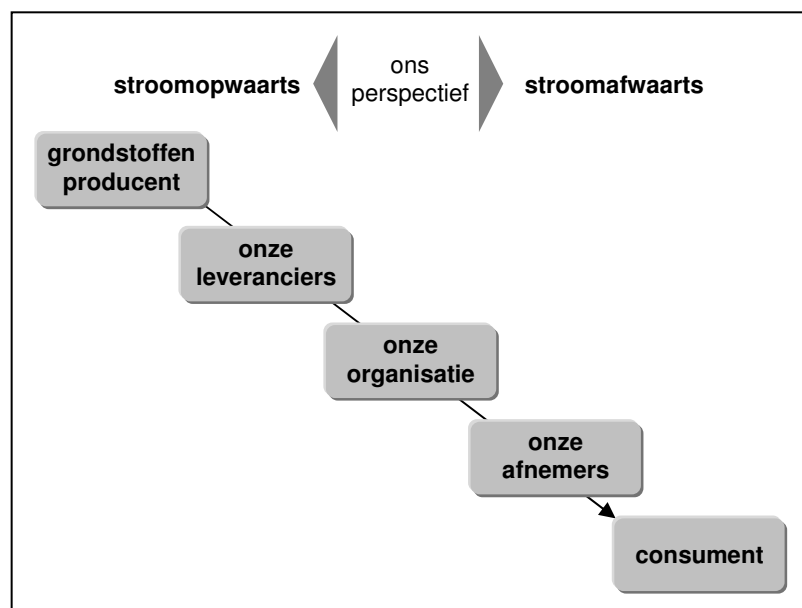 ons
perspectief
stroomopwaarts
stroomafwaarts
grondstoffen
producent
onze
leveranciers
onze
organisatie
onze
afnemers
consument